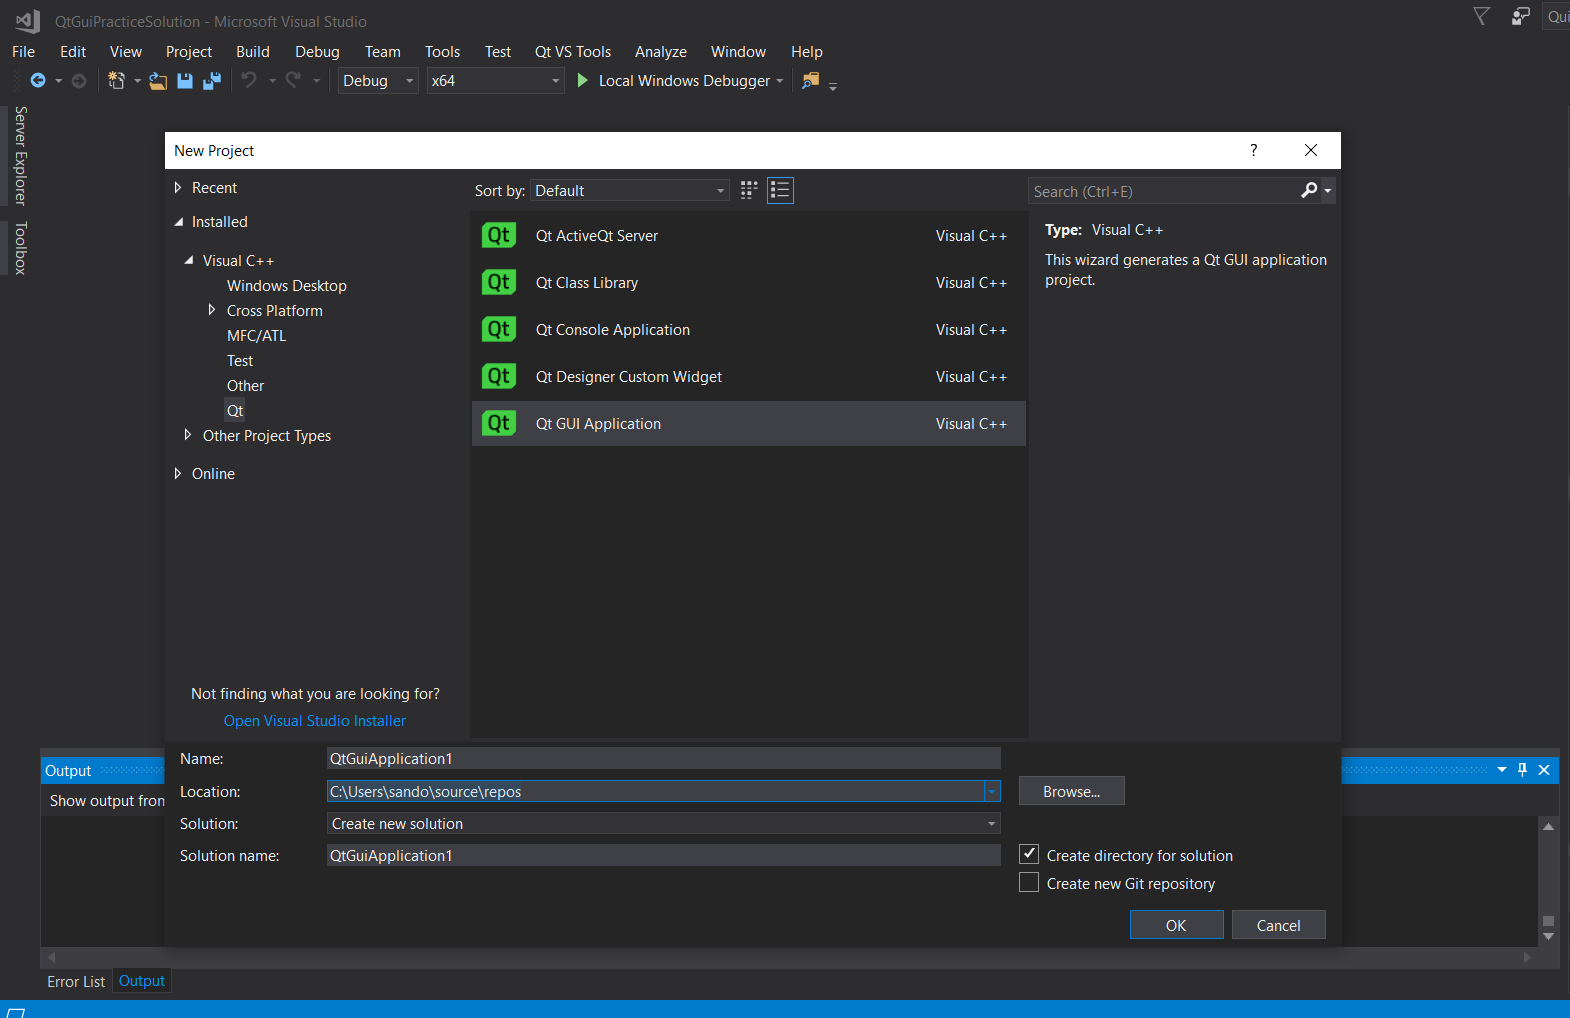 QtGuiPracticeSolution - Microsoft Visual Studio
Qui
File Edit View Project Build Debug Team Tools Test Qt VS Tools Analyze Window Help
Debug x64 Local Windows Debugger
Server Explorer
Toolbox
New Project
?
Recent
Installed
Visual C++
Windows Desktop
Cross Platform
MFC/ATL
Test
Other
Qt
Other Project Types
Online
Not finding what you are looking for?
Open Visual Studio Installer
Sort by: Default
Search (Ctrl+E)
Qt Qt ActiveQt Server Visual C++
Qt Qt Class Library Visual C++
Qt Qt Console Application Visual C++
Qt Qt Designer Custom Widget Visual C++
Qt Qt GUI Application Visual C++
Type: Visual C++
This wizard generates a Qt GUI application
project.
Name: QtGuiApplication1
Location: C:\Users\sando\source\repos Browse...
Solution: Create new solution
Solution name: QtGuiApplication1
Create directory for solution
Create new Git repository
OK Cancel
Output
Show output from
Error List Output